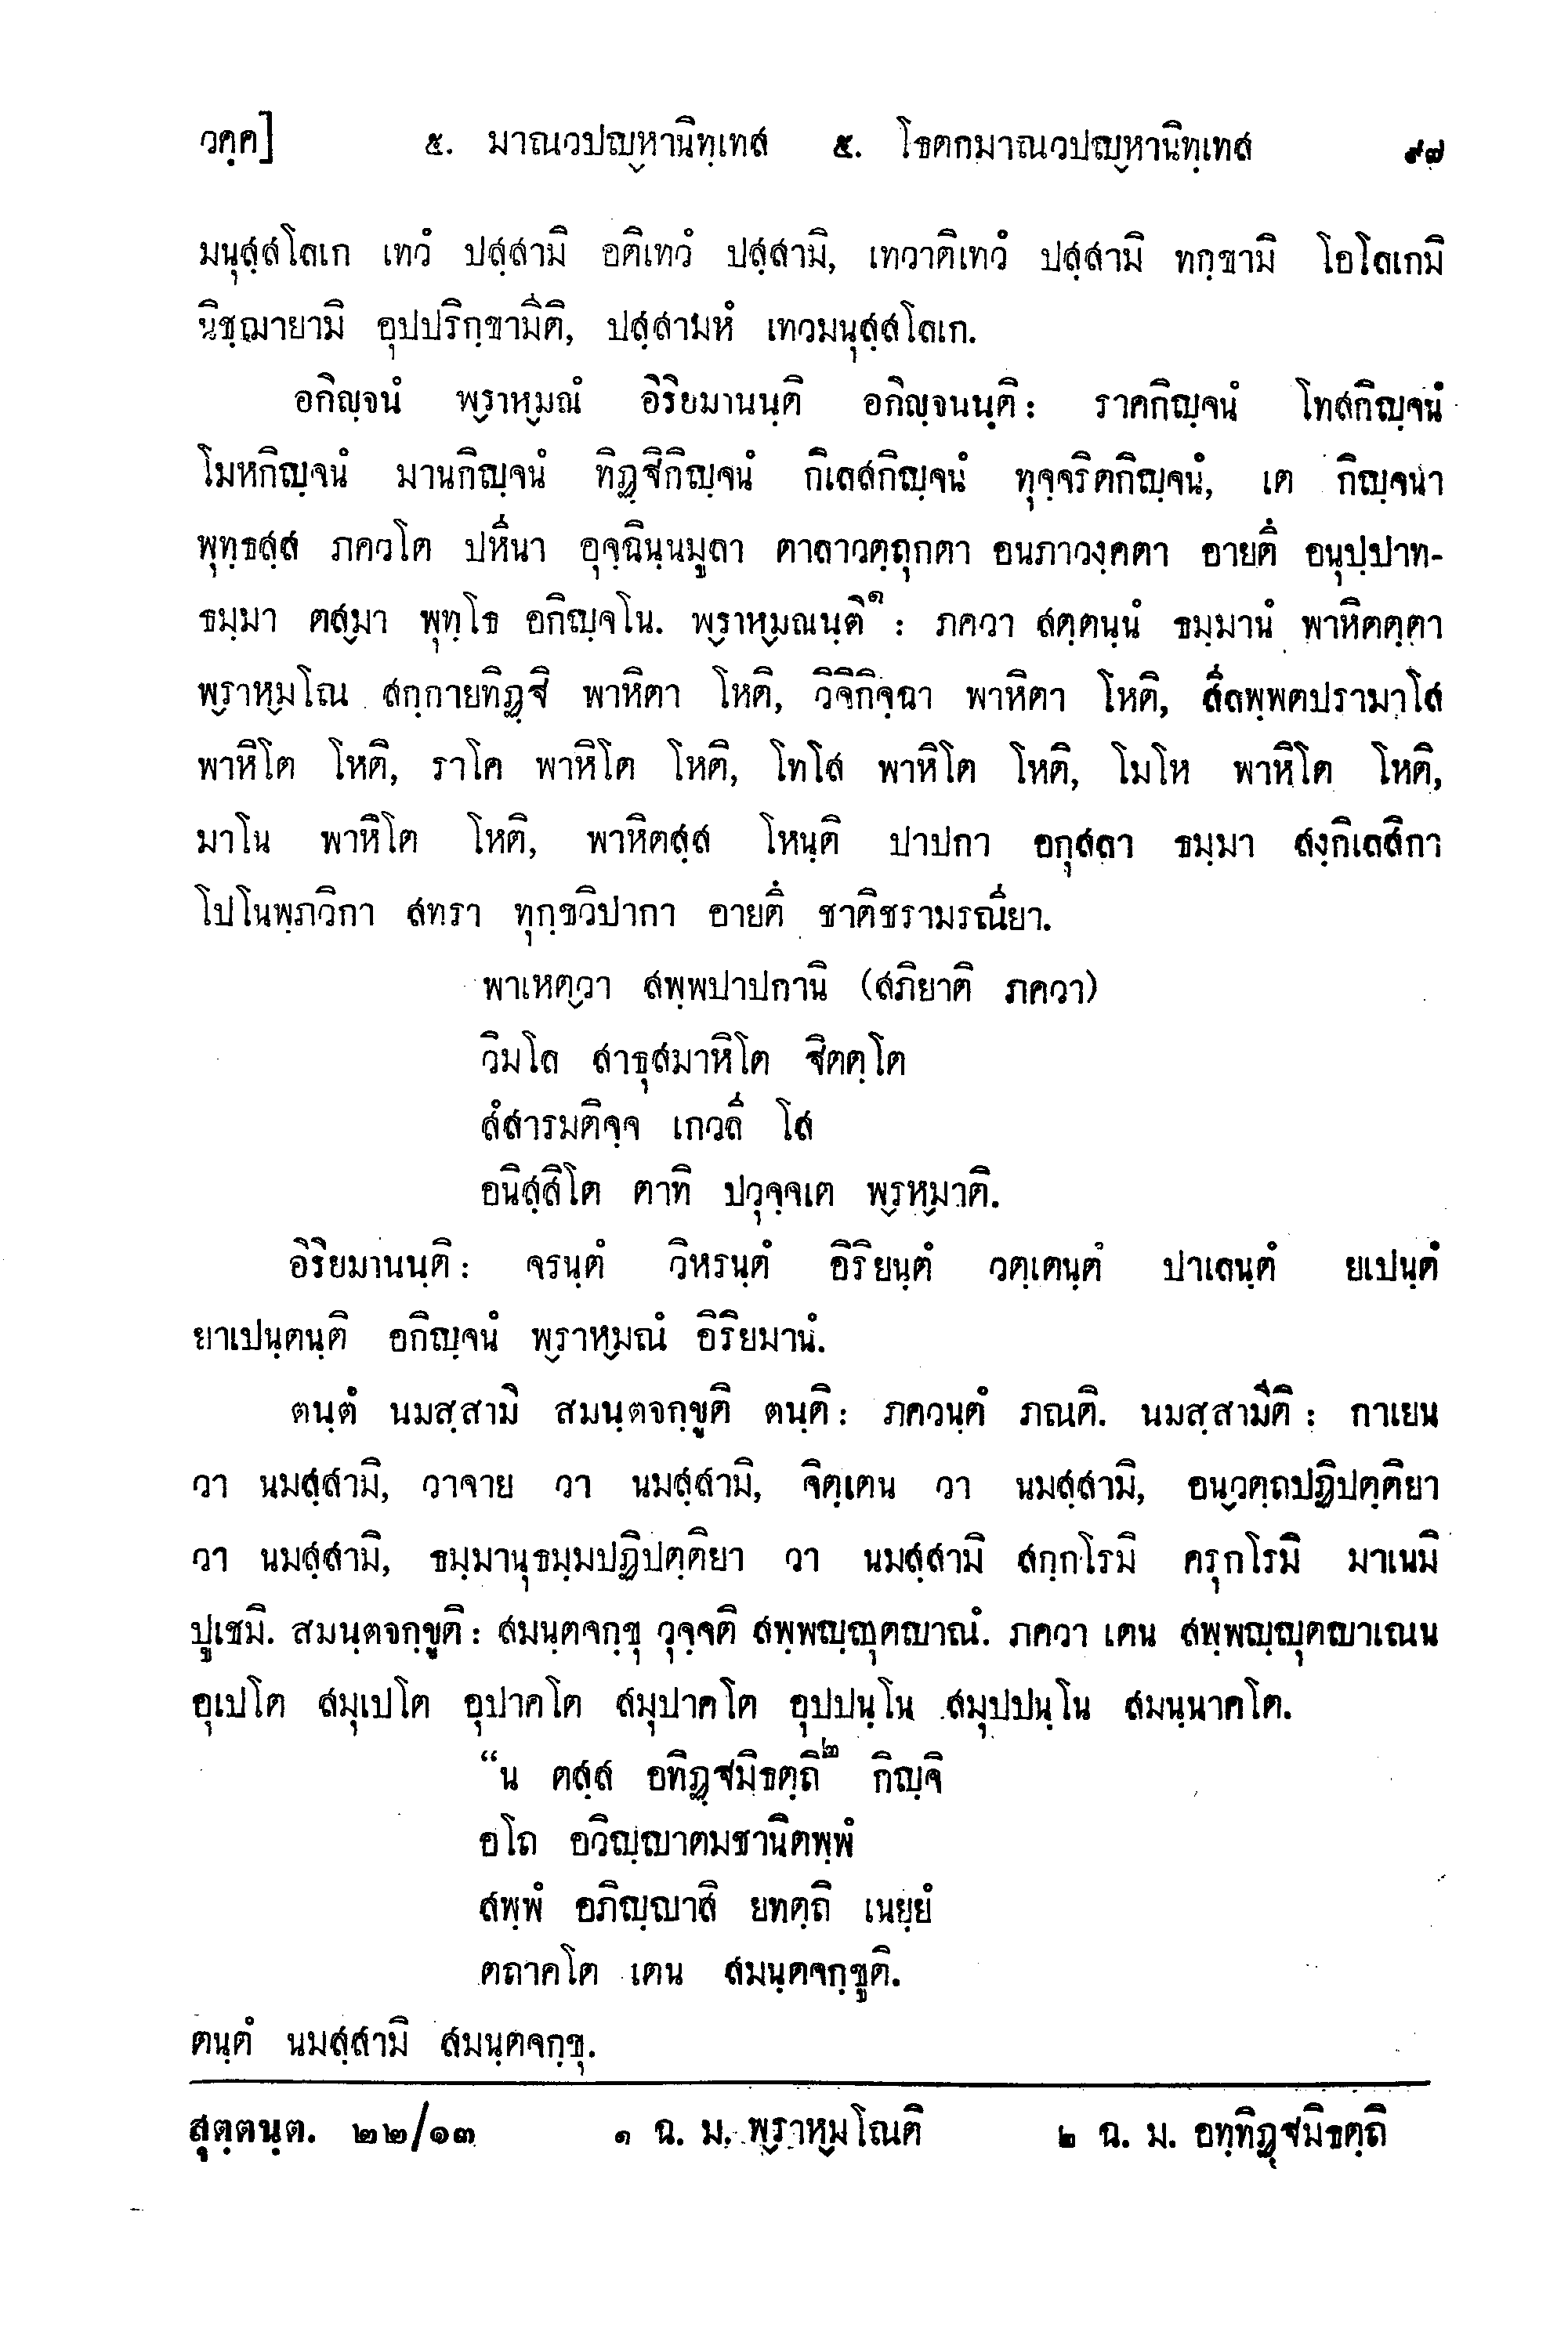 วคฺค] ๕. มาณวปญฺหานิทฺเทส ๕. โธตกมาณวปญฺหานิทฺเทส ๙๗
มนุสฺสโลเก เทวํ ปสฺสามิ อติเทวํ ปสฺสามิ, เทวาติเทวํ ปสฺสามิ ทกฺขามิ โอโลเกมิ
นิชฺฌายามิ อุปปริกฺขามีติ, ปสฺสามหํ เทวมนุสฺสโลเก.
อกิญฺจนํ พฺราหฺมณํ อิริยมานนฺติ อกิญฺจนนฺติ: ราคกิญฺจนํ โทสกิญฺจนํ
โมหกิญฺจนํ มานกิญฺจนํ ทิฏฺฐิกิญฺจนํ กิเลสกิญฺจนํ ทุจฺจริตกิญฺจนํ, เต กิญฺจนา
พุทฺธสฺส ภควโต ปหีนา อุจฺฉินฺนมูลา ตาลาวตฺถุกตา อนภาวงฺคตา อายตึ อนุปฺปาท-
ธมฺมา ตสฺมา พุทฺโธ อกิญฺจโน. พฺราหฺมณนฺติ๑ : ภควา สตฺตนฺนํ ธมฺมานํ พาหิตตฺตา
พฺราหฺมโณ สกฺกายทิฏฺฐิ พาหิตา โหติ, วิจิกิจฺฉา พาหิตา โหติ, สีลพฺพตปรามาโส
พาหิโต โหติ, ราโค พาหิโต โหติ, โทโส พาหิโต โหติ, โมโห พาหิโต โหติ,
มาโน พาหิโต โหติ, พาหิตสฺส โหนฺติ ปาปกา อกุสลา ธมฺมา สงฺกิเลสิกา
โปโนพฺภวิกา สทรา ทุกฺขวิปากา อายตึ ชาติชรามรณียา.
พาเหตฺวา สพฺพปาปกานิ (สภิยาติ ภควา)
วิมโล สาธุสมาหิโต ฐิตตฺโต
สํสารมติจฺจ เกวลี โส
อนิสฺสิโต ตาทิ ปวุจฺจเต พฺรหฺมาติ.
อิริยมานนฺติ: จรนฺตํ วิหรนฺตํ อิริยนฺตํ วตฺเตนฺตํ ปาเลนฺตํ ยเปนฺตํ
ยาเปนฺตนฺติ อกิญฺจนํ พฺราหฺมณํ อิริยมานํ.
ตนฺตํ นมสฺสามิ สมนฺตจกฺขูติ ตนฺติ: ภควนฺตํ ภณติ. นมสฺสามีติ: กาเยน
วา นมสฺสามิ, วาจาย วา นมสฺสามิ, จิตฺเตน วา นมสฺสามิ, อนฺวตฺถปฏิปตฺติยา
วา นมสฺสามิ, ธมฺมานุธมฺมปฏิปตฺติยา วา นมสฺสามิ สกฺกโรมิ ครุกโรมิ มาเนมิ
ปูเชมิ. สมนฺตจกฺขูติ: สมนฺตจกฺขุ วุจฺจติ สพฺพญฺญุตญาณํ. ภควา เตน สพฺพญฺญุตญาเณน
อุเปโต สมุเปโต อุปาคโต สมุปาคโต อุปปนฺโน สมุปปนฺโน สมนฺนาคโต.
“น ตสฺส อทิฏฺฐมิธตฺถิ๒ กิญฺจิ
อโถ อวิญฺญาตมชานิตพฺพํ
สพฺพํ อภิญฺญาสิ ยทตฺถิ เนยฺยํ
ตถาคโต เตน สมนฺตจกฺขูติ.
ตนฺตํ นมสฺสามิ สมนฺตจกฺขุ.
สุตฺตนฺต. ๒๒/๑๓ ๑ ฉ. ม. พฺราหฺมโณติ ๒ ฉ. ม. อทฺทิฏฺฐมิธตฺถิ